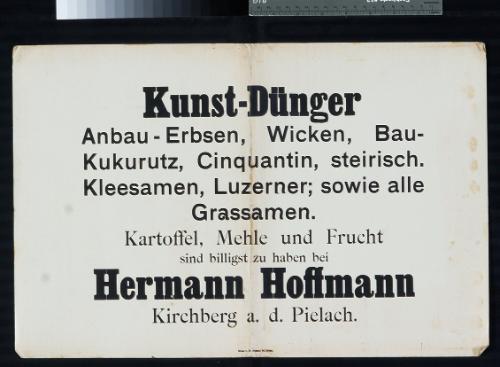 Kunst-Dünger
Anbau-Erbsen, Wicken, Bau-
Kukurutz, Cinquantin, steirisch.
Kleesamen, Luzerner; sowie alle
Grassamen.
Kartoffel, Mehle und Frucht
sind billigst zu haben bei
Hermann Hoffmann
Kirchberg a. d. Pielach.